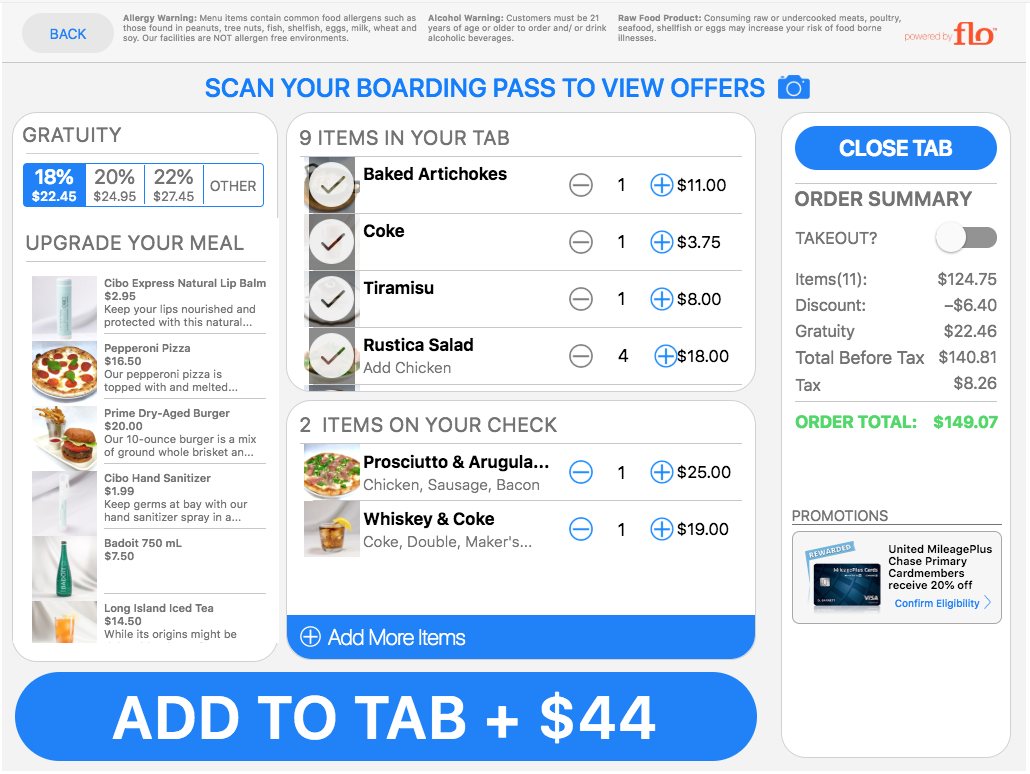 BACK
Allergy Warning: Menu items contain common food allergens such as
those found in peanuts, tree nuts, fish, shelfish, eggs, milk, wheat and
soy. Our facilities are NOT allergen free environments.
Alcohol Warning: Customers must be 21
years of age or older to order and/ or drink
alcoholic beverages.
Raw Food Product: Consuming raw or undercooked meats, poultry,
seafood, shellfish or eggs may increase your risk of food borne
illnesses.
powered by flo™
SCAN YOUR BOARDING PASS TO VIEW OFFERS
GRATUITY
18% 20% 22% OTHER
$22.45 $24.95 $27.45
UPGRADE YOUR MEAL
Cibo Express Natural Lip Balm
$2.95
Keep your lips nourished and
protected with this natural...
Pepperoni Pizza
$16.50
Our pepperoni pizza is
topped with and melted...
Prime Dry-Aged Burger
$20.00
Our 10-ounce burger is a mix
of ground whole brisket an...
Cibo Hand Sanitizer
$1.99
Keep germs at bay with our
hand sanitizer spray in a...
Badoit 750 mL
$7.50
Long Island Iced Tea
$14.50
While its origins might be
9 ITEMS IN YOUR TAB
Baked Artichokes 1 $11.00
Coke 1 $3.75
Tiramisu 1 $8.00
Rustica Salad 4 $18.00
Add Chicken
2 ITEMS ON YOUR CHECK
Prosciutto & Arugula... 1 $25.00
Chicken, Sausage, Bacon
Whiskey & Coke 1 $19.00
Coke, Double, Maker's...
Add More Items
ADD TO TAB + $44
CLOSE TAB
ORDER SUMMARY
TAKEOUT?
Items(11): $124.75
Discount: –$6.40
Gratuity $22.46
Total Before Tax $140.81
Tax $8.26
ORDER TOTAL: $149.07
PROMOTIONS
REWARDED
MileagePlus Card
VISA
United MileagePlus
Chase Primary
Cardmembers
receive 20% off
Confirm Eligibility